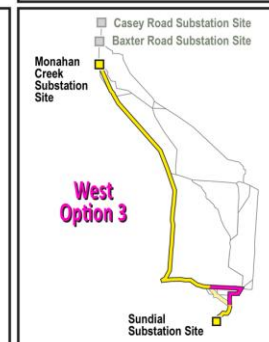 Casey Road Substation Site
Baxter Road Substation Site
Monahan
Creek
Substation
Site
West
Option 3
Sundial
Substation Site